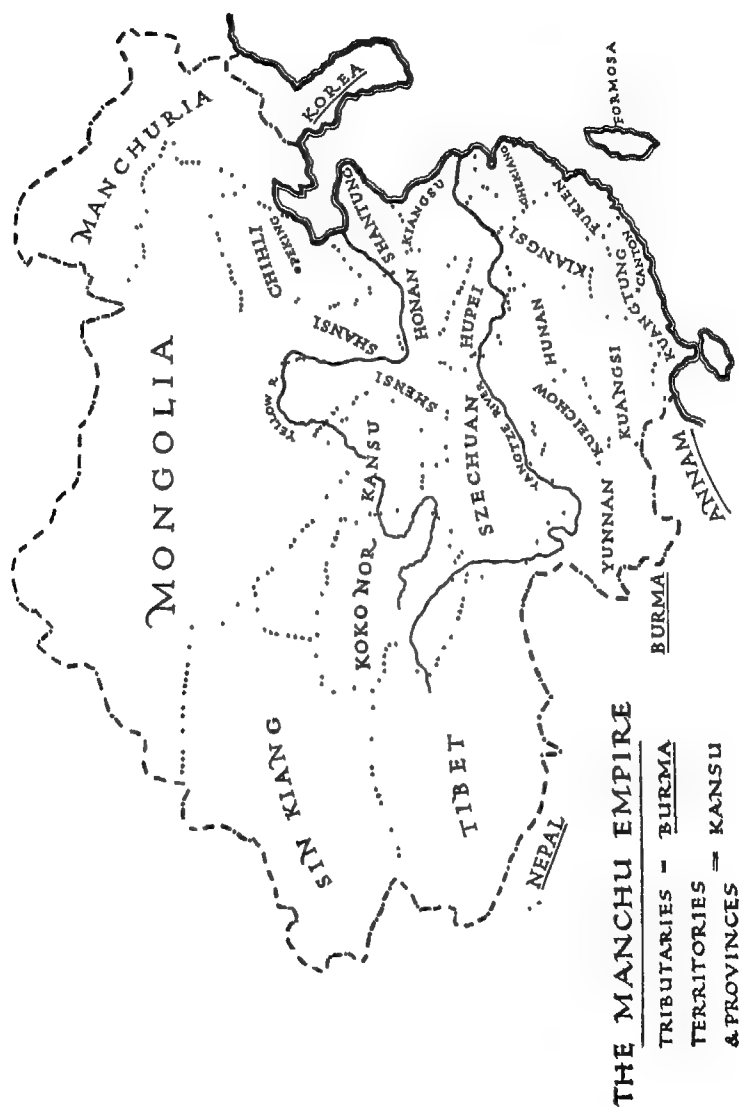 MANCHURIA
KOREA
MONGOLIA
CHIHLI
PEKING
SHANTUNG
FORMOSA
SHANSI
KIANGSU
YELLOW R.
SHENSI
HONAN
CHEKIANG
KANSU
HUPEI
KIANGSI
FUKIEN
SIN KIANG
KOKO NOR
SZECHUAN
YANGTZE RIVER
HUNAN
KUANGTUNG
CANTON
KUEICHOW
KUANGSI
TIBET
YUNNAN
ANNAM
NEPAL
BURMA
THE MANCHU EMPIRE
TRIBUTARIES – BURMA
TERRITORIES
& PROVINCES = KANSU